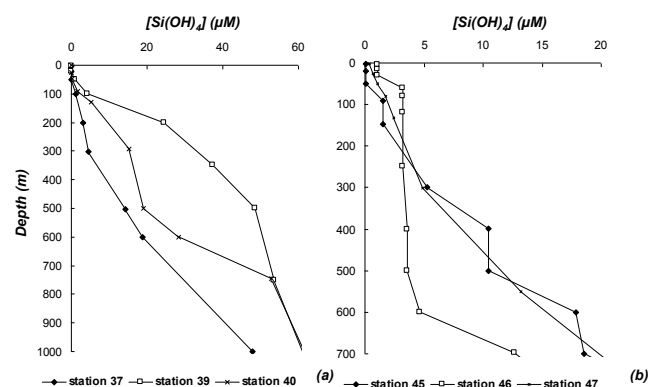 [Si(OH)4] (µM)
0 20 40 60
0
100
200
300
400
500
600
700
800
900
1000
Depth (m)
station 37 station 39 station 40
(a)
[Si(OH)4] (µM)
0 5 10 15 20
0
100
200
300
400
500
600
700
station 45 station 46 station 47
(b)